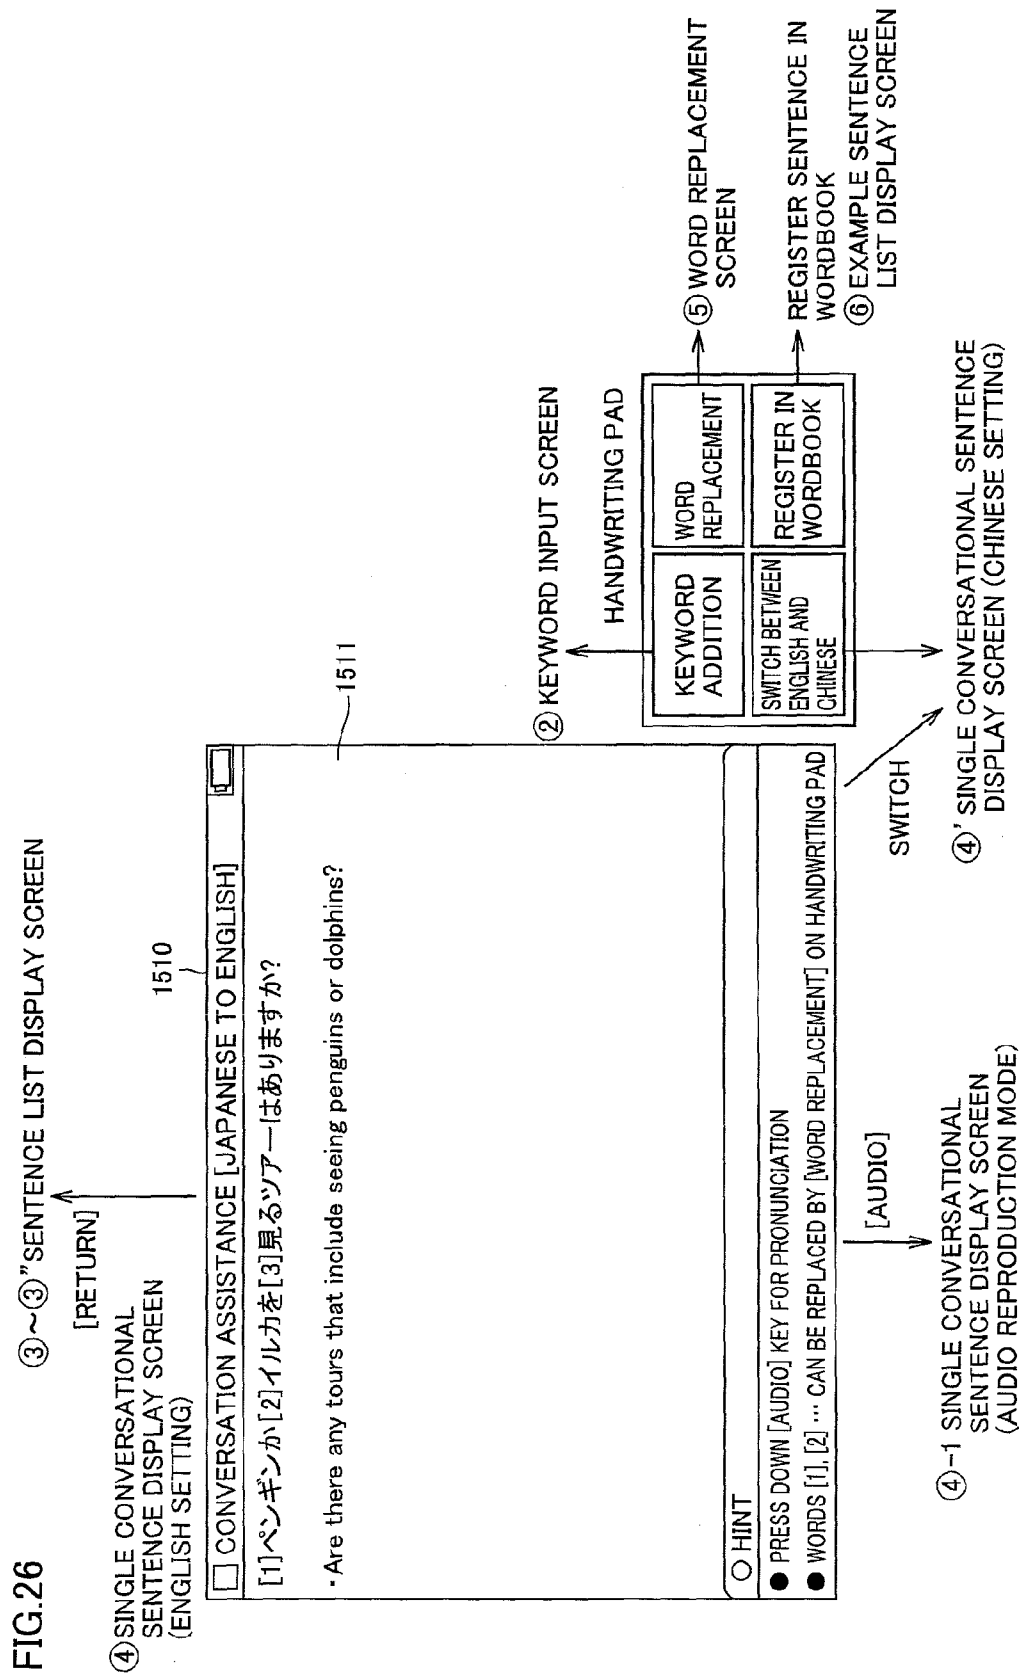 FIG.26
③~③"SENTENCE LIST DISPLAY SCREEN
[RETURN]
④SINGLE CONVERSATIONAL
SENTENCE DISPLAY SCREEN
(ENGLISH SETTING)
1510
CONVERSATION ASSISTANCE [JAPANESE TO ENGLISH]
[1]ペンギンか[2]イルカを[3]見るツアーはありますか?
・Are there any tours that include seeing penguins or dolphins?
1511
HINT
● PRESS DOWN [AUDIO] KEY FOR PRONUNCIATION
● WORDS [1], [2] ··· CAN BE REPLACED BY [WORD REPLACEMENT] ON HANDWRITING PAD
[AUDIO]
④-1 SINGLE CONVERSATIONAL
SENTENCE DISPLAY SCREEN
(AUDIO REPRODUCTION MODE)
SWITCH
④' SINGLE CONVERSATIONAL SENTENCE
DISPLAY SCREEN (CHINESE SETTING)
② KEYWORD INPUT SCREEN
HANDWRITING PAD
KEYWORD
ADDITION
WORD
REPLACEMENT
SWITCH BETWEEN
ENGLISH AND
CHINESE
REGISTER IN
WORDBOOK
⑤WORD REPLACEMENT
SCREEN
REGISTER SENTENCE IN
WORDBOOK
⑥EXAMPLE SENTENCE
LIST DISPLAY SCREEN